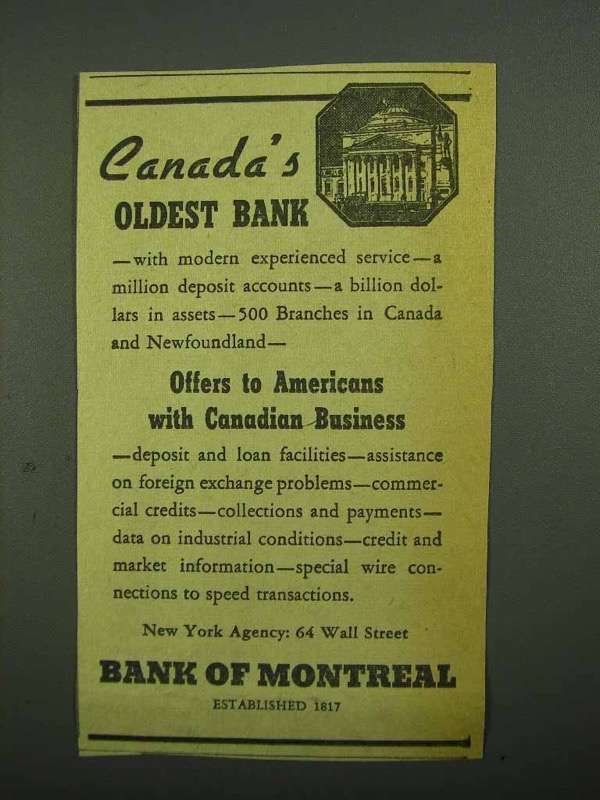 Canada's
OLDEST BANK
—with modern experienced service—a
million deposit accounts—a billion dol-
lars in assets—500 Branches in Canada
and Newfoundland—
Offers to Americans
with Canadian Business
—deposit and loan facilities—assistance
on foreign exchange problems—commer-
cial credits—collections and payments—
data on industrial conditions—credit and
market information—special wire con-
nections to speed transactions.
New York Agency: 64 Wall Street
BANK OF MONTREAL
ESTABLISHED 1817